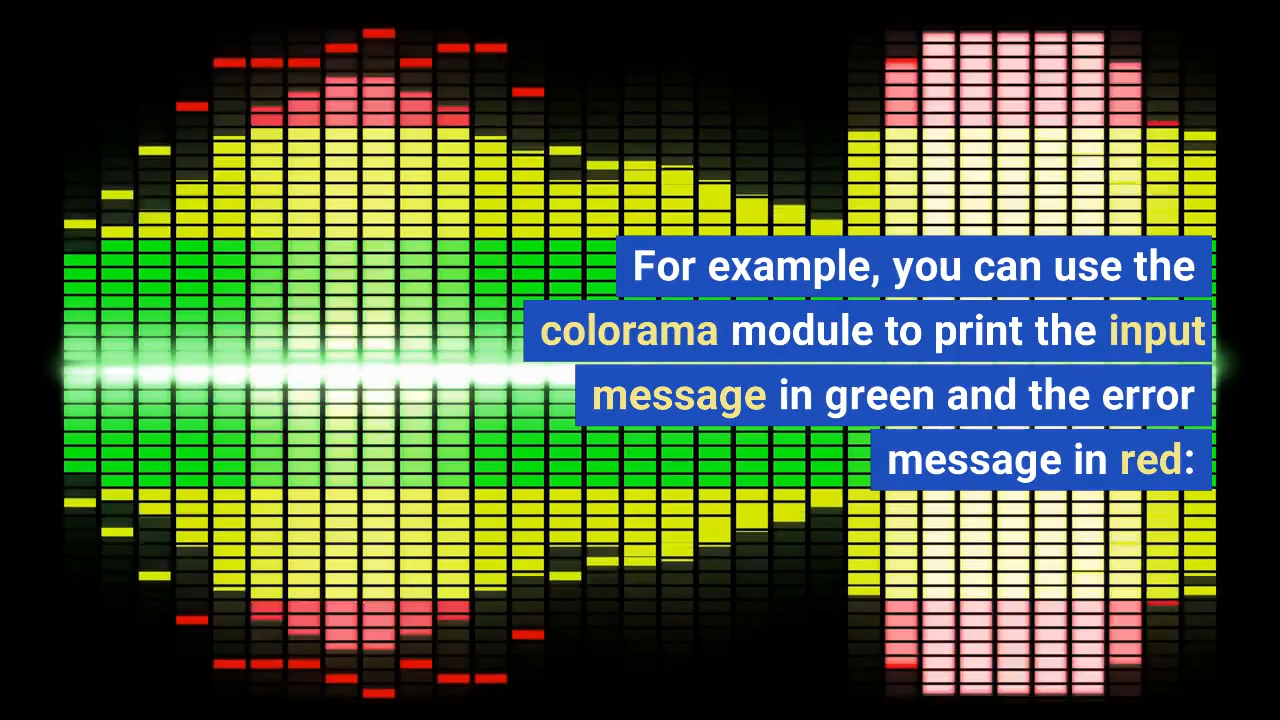 For example, you can use the
colorama module to print the input
message in green and the error
message in red: